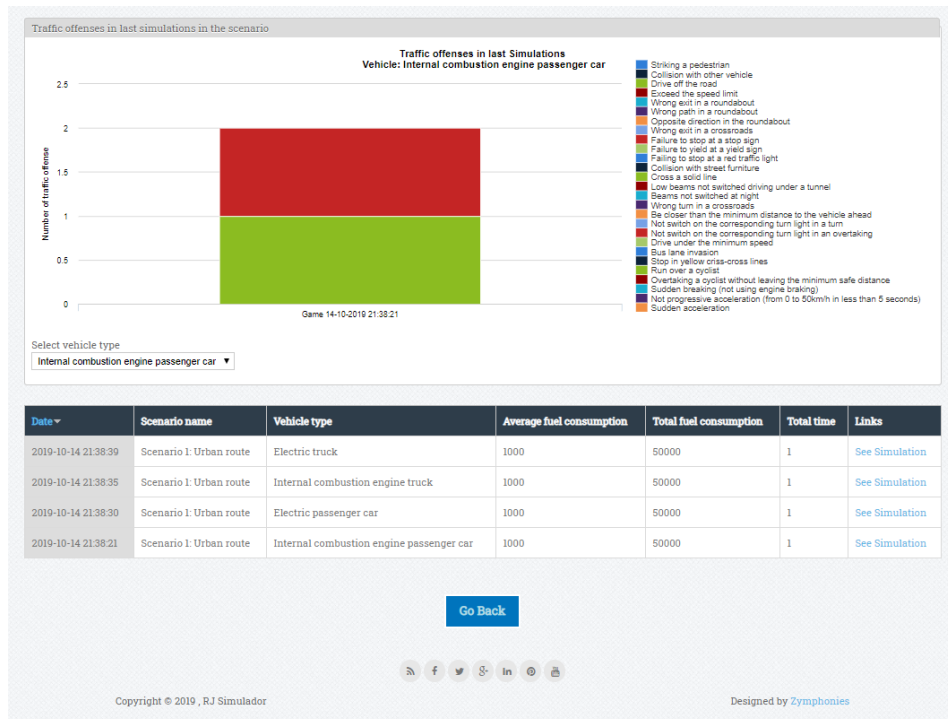 Traffic offenses in last simulations in the scenario
Traffic offenses in last Simulations
Vehicle: Internal combustion engine passenger car
Number of traffic offense
2.5
2
1.5
1
0.5
0
Game 14-10-2019 21:38:21
Striking a pedestrian
Collision with other vehicle
Drive off the road
Exceed the speed limit
Wrong exit in a roundabout
Wrong path in a roundabout
Opposite direction in the roundabout
Wrong exit in a crossroads
Failure to stop at a stop sign
Failure to yield at a yield sign
Failing to stop at a red traffic light
Collision with street furniture
Cross a solid line
Low beams not switched driving under a tunnel
Beams not switched at night
Wrong turn in a crossroads
Be closer than the minimum distance to the vehicle ahead
Not switch on the corresponding turn light in a turn
Not switch on the corresponding turn light in an overtaking
Drive under the minimum speed
Bus lane invasion
Stop in yellow criss-cross lines
Run over a cyclist
Overtaking a cyclist without leaving the minimum safe distance
Sudden breaking (not using engine braking)
Not progressive acceleration (from 0 to 50km/h in less than 5 seconds)
Sudden acceleration
Select vehicle type
Internal combustion engine passenger car
Date Scenario name Vehicle type Average fuel consumption Total fuel consumption Total time Links
2019-10-14 21:38:39 Scenario 1: Urban route Electric truck 1000 50000 1 See Simulation
2019-10-14 21:38:35 Scenario 1: Urban route Internal combustion engine truck 1000 50000 1 See Simulation
2019-10-14 21:38:30 Scenario 1: Urban route Electric passenger car 1000 50000 1 See Simulation
2019-10-14 21:38:21 Scenario 1: Urban route Internal combustion engine passenger car 1000 50000 1 See Simulation
Go Back
Copyright © 2019 , RJ Simulador Designed by Zymphonies